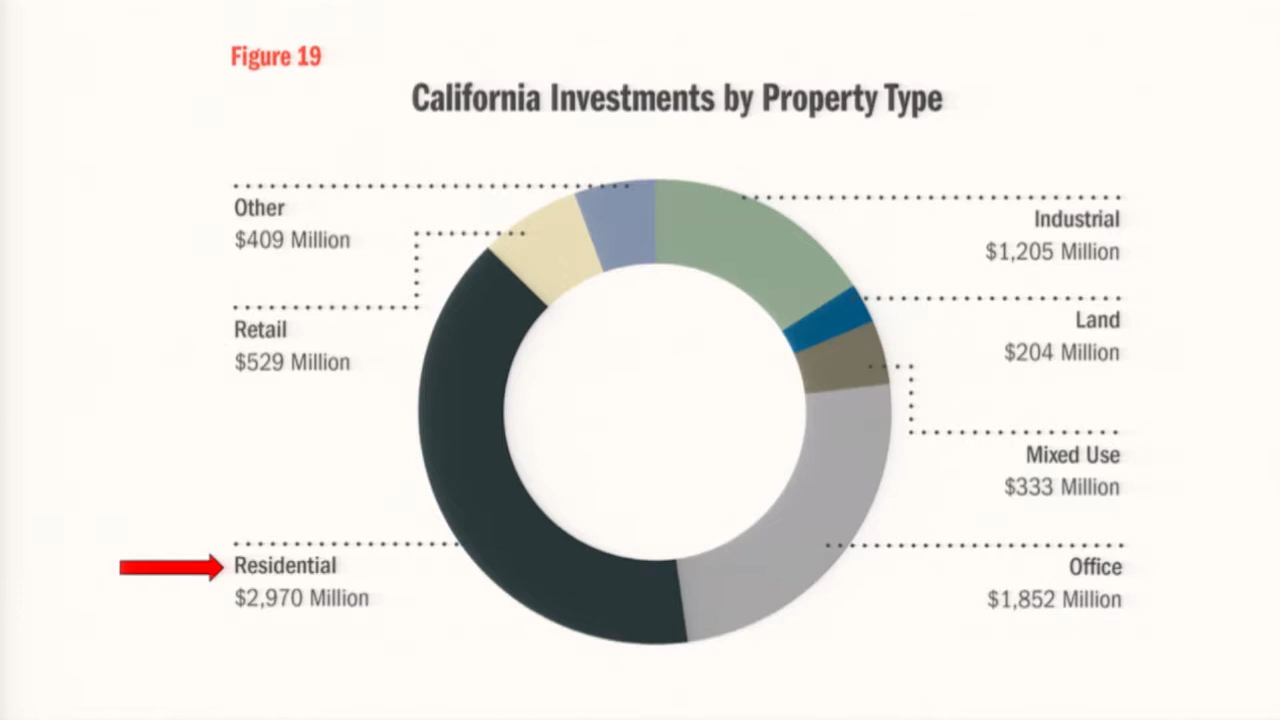 Figure 19
California Investments by Property Type
Other
$409 Million
Retail
$529 Million
Residential
$2,970 Million
Industrial
$1,205 Million
Land
$204 Million
Mixed Use
$333 Million
Office
$1,852 Million